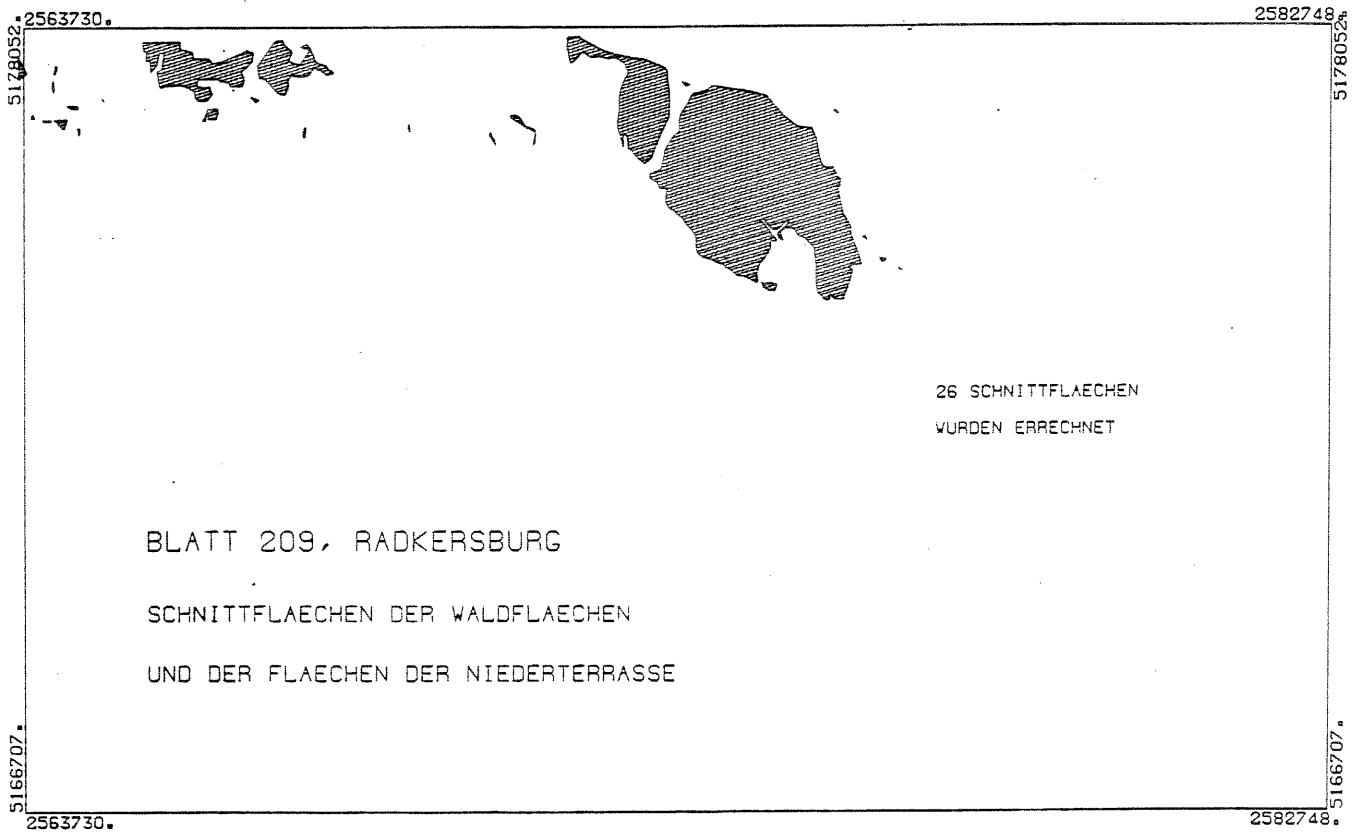 2563730.
2582748.
5178052.
5178052.
26 SCHNITTFLAECHEN
WURDEN ERRECHNET
BLATT 209, RADKERSBURG
SCHNITTFLAECHEN DER WALDFLAECHEN
UND DER FLAECHEN DER NIEDERTERRASSE
5166707.
5166707.
2563730.
2582748.